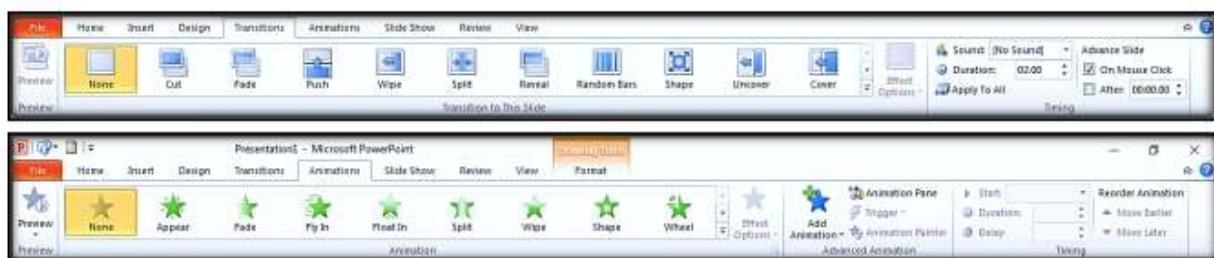 File Home Insert Design Transitions Animations Slide Show Review View
Sound: [No Sound] Advance Slide
Duration: 02.00 On Mouse Click
Preview None Cut Fade Push Wipe Split Reveal Random Bars Shape Uncover Cover Effect Options Apply To All After: 00:00.00
Preview Transition to This Slide Timing
Presentation1 - Microsoft PowerPoint Drawing Tools
File Home Insert Design Transitions Animations Slide Show Review View Format
Animation Pane Start: Reorder Animation
Trigger Duration: Move Earlier
Preview None Appear Fade Fly In Float In Split Wipe Shape Wheel Effect Options Add Animation Animation Painter Delay: Move Later
Preview Animation Advanced Animation Timing